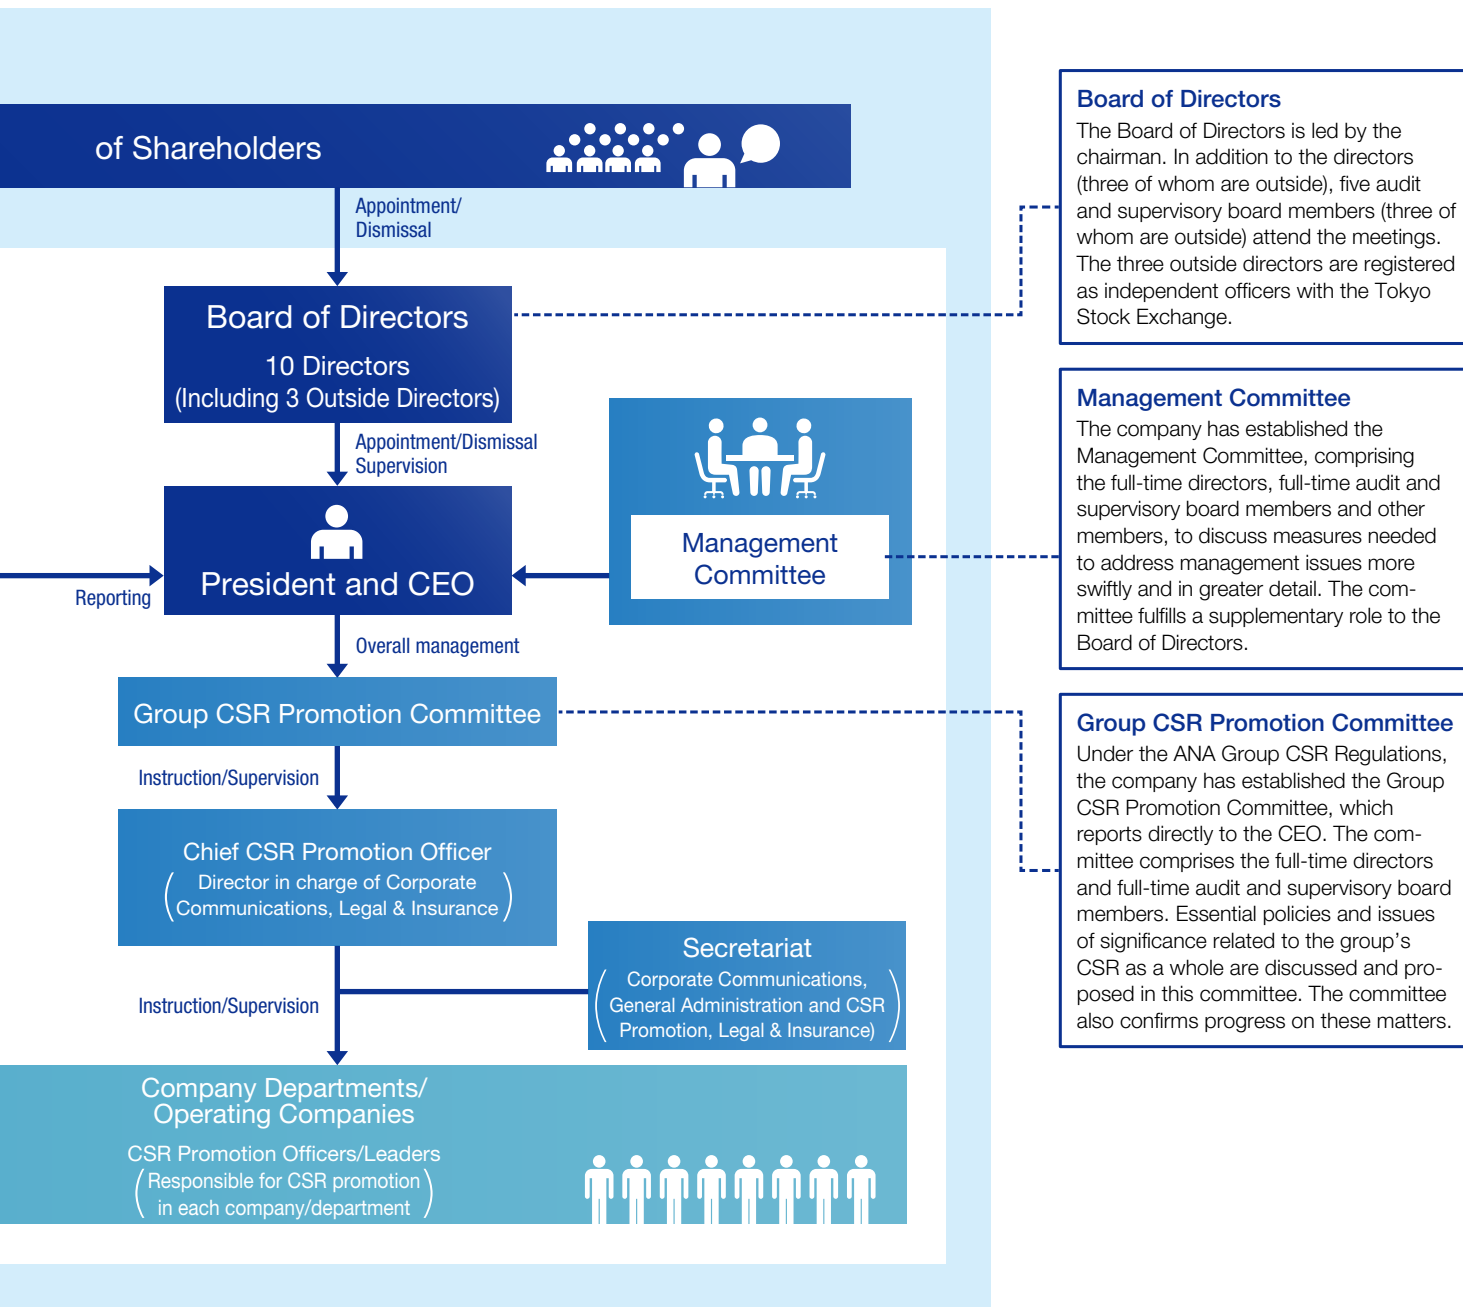 of Shareholders
Appointment/
Dismissal
Board of Directors
10 Directors
(Including 3 Outside Directors)
Appointment/Dismissal
Supervision
President and CEO
Reporting
Management
Committee
Overall management
Group CSR Promotion Committee
Instruction/Supervision
Chief CSR Promotion Officer
(Director in charge of Corporate
Communications, Legal & Insurance)
Instruction/Supervision
Secretariat
(Corporate Communications,
General Administration and CSR
Promotion, Legal & Insurance))
Company Departments/
Operating Companies
CSR Promotion Officers/Leaders
(Responsible for CSR promotion
in each company/department)
Board of Directors
The Board of Directors is led by the
chairman. In addition to the directors
(three of whom are outside), five audit
and supervisory board members (three of
whom are outside) attend the meetings.
The three outside directors are registered
as independent officers with the Tokyo
Stock Exchange.
Management Committee
The company has established the
Management Committee, comprising
the full-time directors, full-time audit and
supervisory board members and other
members, to discuss measures needed
to address management issues more
swiftly and in greater detail. The com-
mittee fulfills a supplementary role to the
Board of Directors.
Group CSR Promotion Committee
Under the ANA Group CSR Regulations,
the company has established the Group
CSR Promotion Committee, which
reports directly to the CEO. The com-
mittee comprises the full-time directors
and full-time audit and supervisory board
members. Essential policies and issues
of significance related to the group's
CSR as a whole are discussed and pro-
posed in this committee. The committee
also confirms progress on these matters.